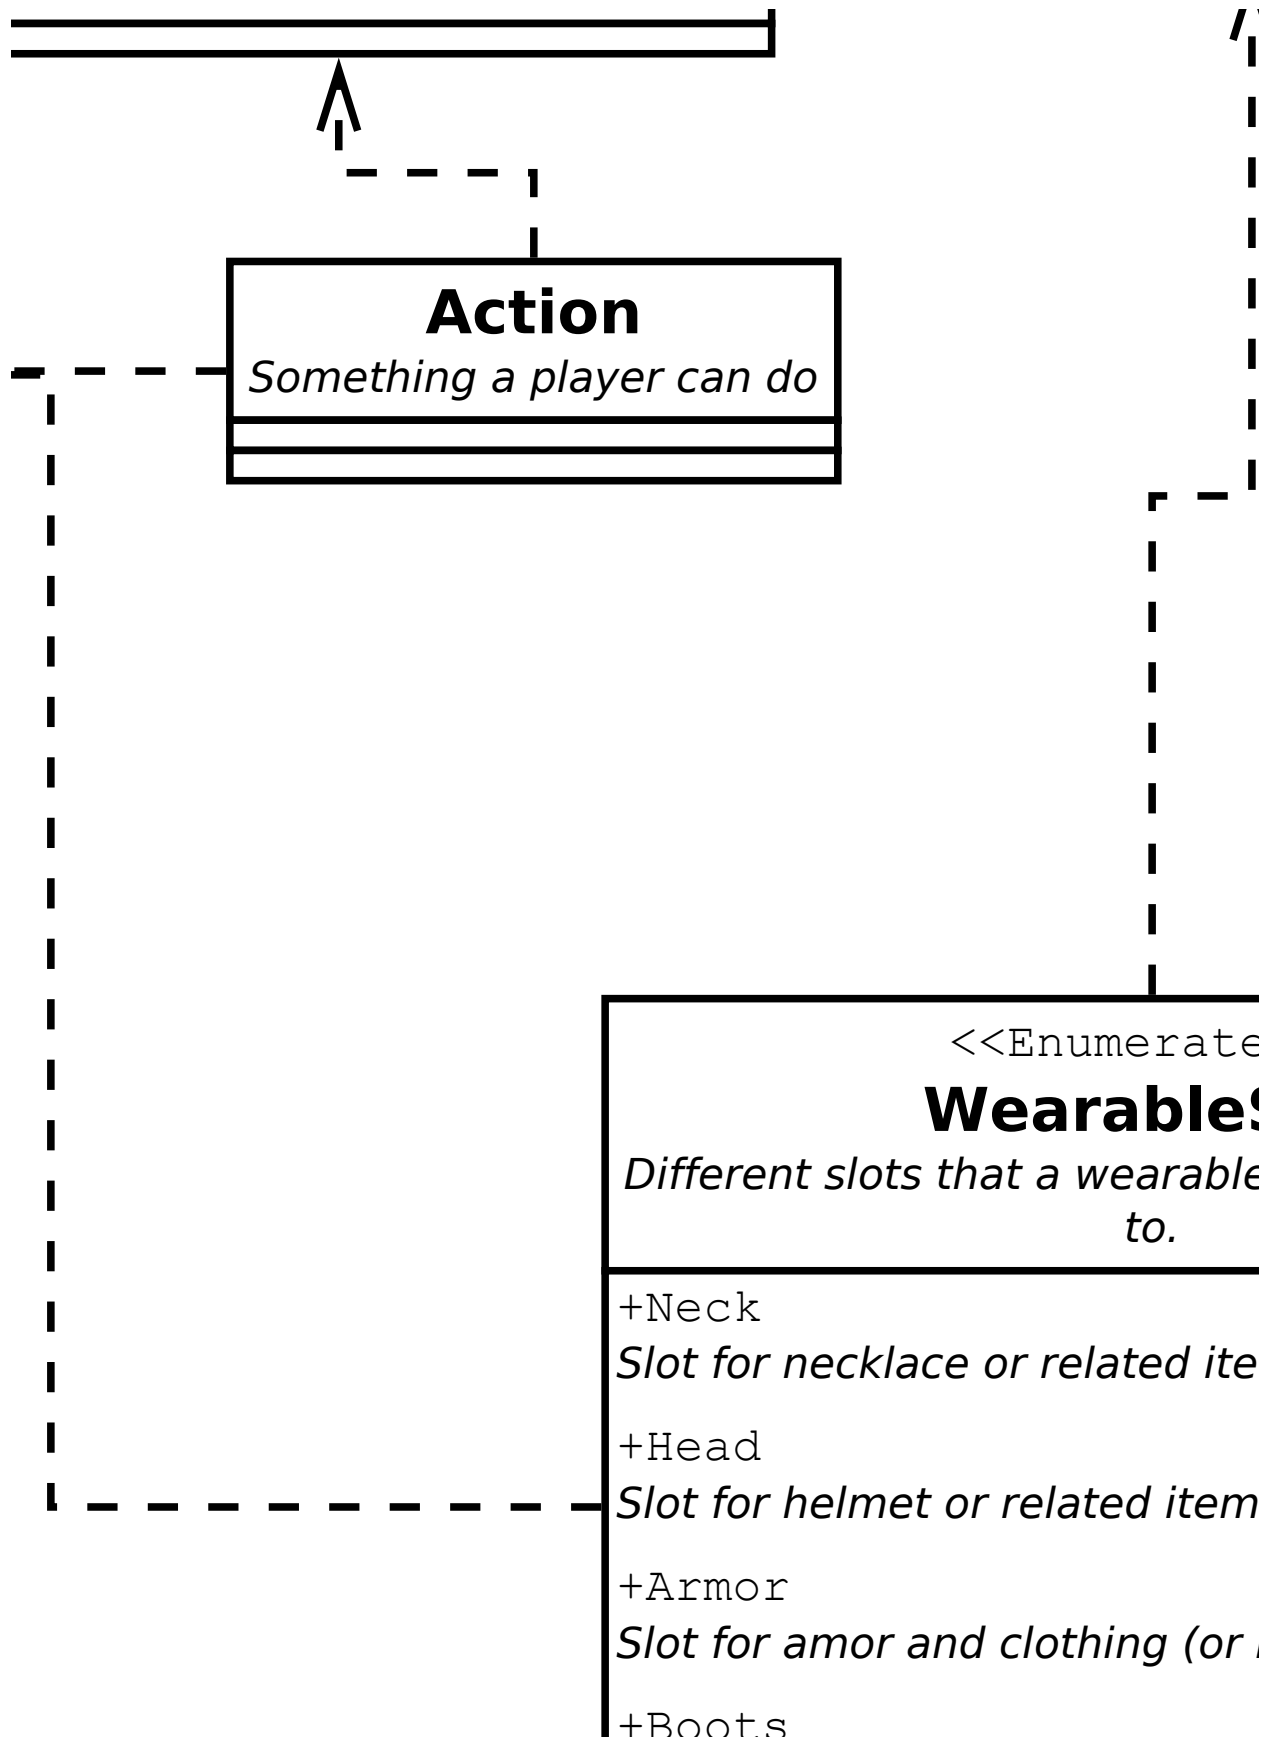 Action
Something a player can do
<<Enumerate
Wearable
Different slots that a wearable
to.
+Neck
Slot for necklace or related ite
+Head
Slot for helmet or related item
+Armor
Slot for amor and clothing (or
+Boots